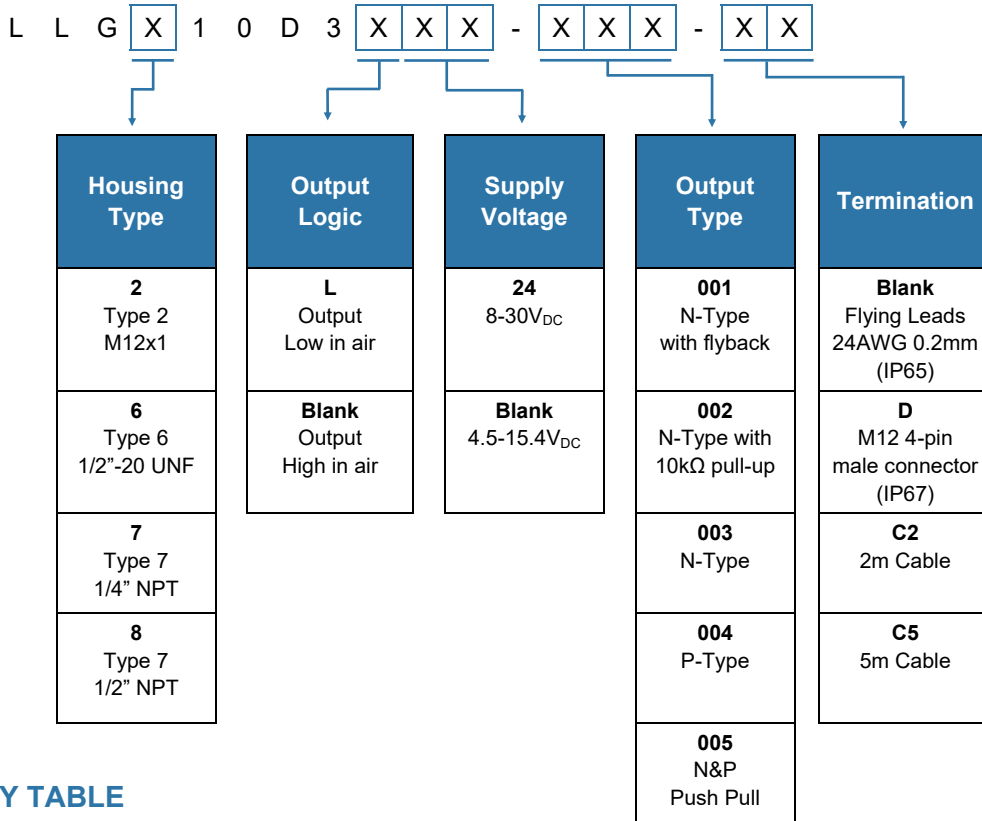 L L G X 1 0 D 3 X X X - X X X - X X
Housing
Type
2
Type 2
M12x1
6
Type 6
1/2”-20 UNF
7
Type 7
1/4” NPT
8
Type 7
1/2” NPT
Output
Logic
L
Output
Low in air
Blank
Output
High in air
Supply
Voltage
24
8-30VDC
Blank
4.5-15.4VDC
Output
Type
001
N-Type
with flyback
002
N-Type with
10kΩ pull-up
003
N-Type
004
P-Type
005
N&P
Push Pull
Termination
Blank
Flying Leads
24AWG 0.2mm
(IP65)
D
M12 4-pin
male connector
(IP67)
C2
2m Cable
C5
5m Cable
Y TABLE